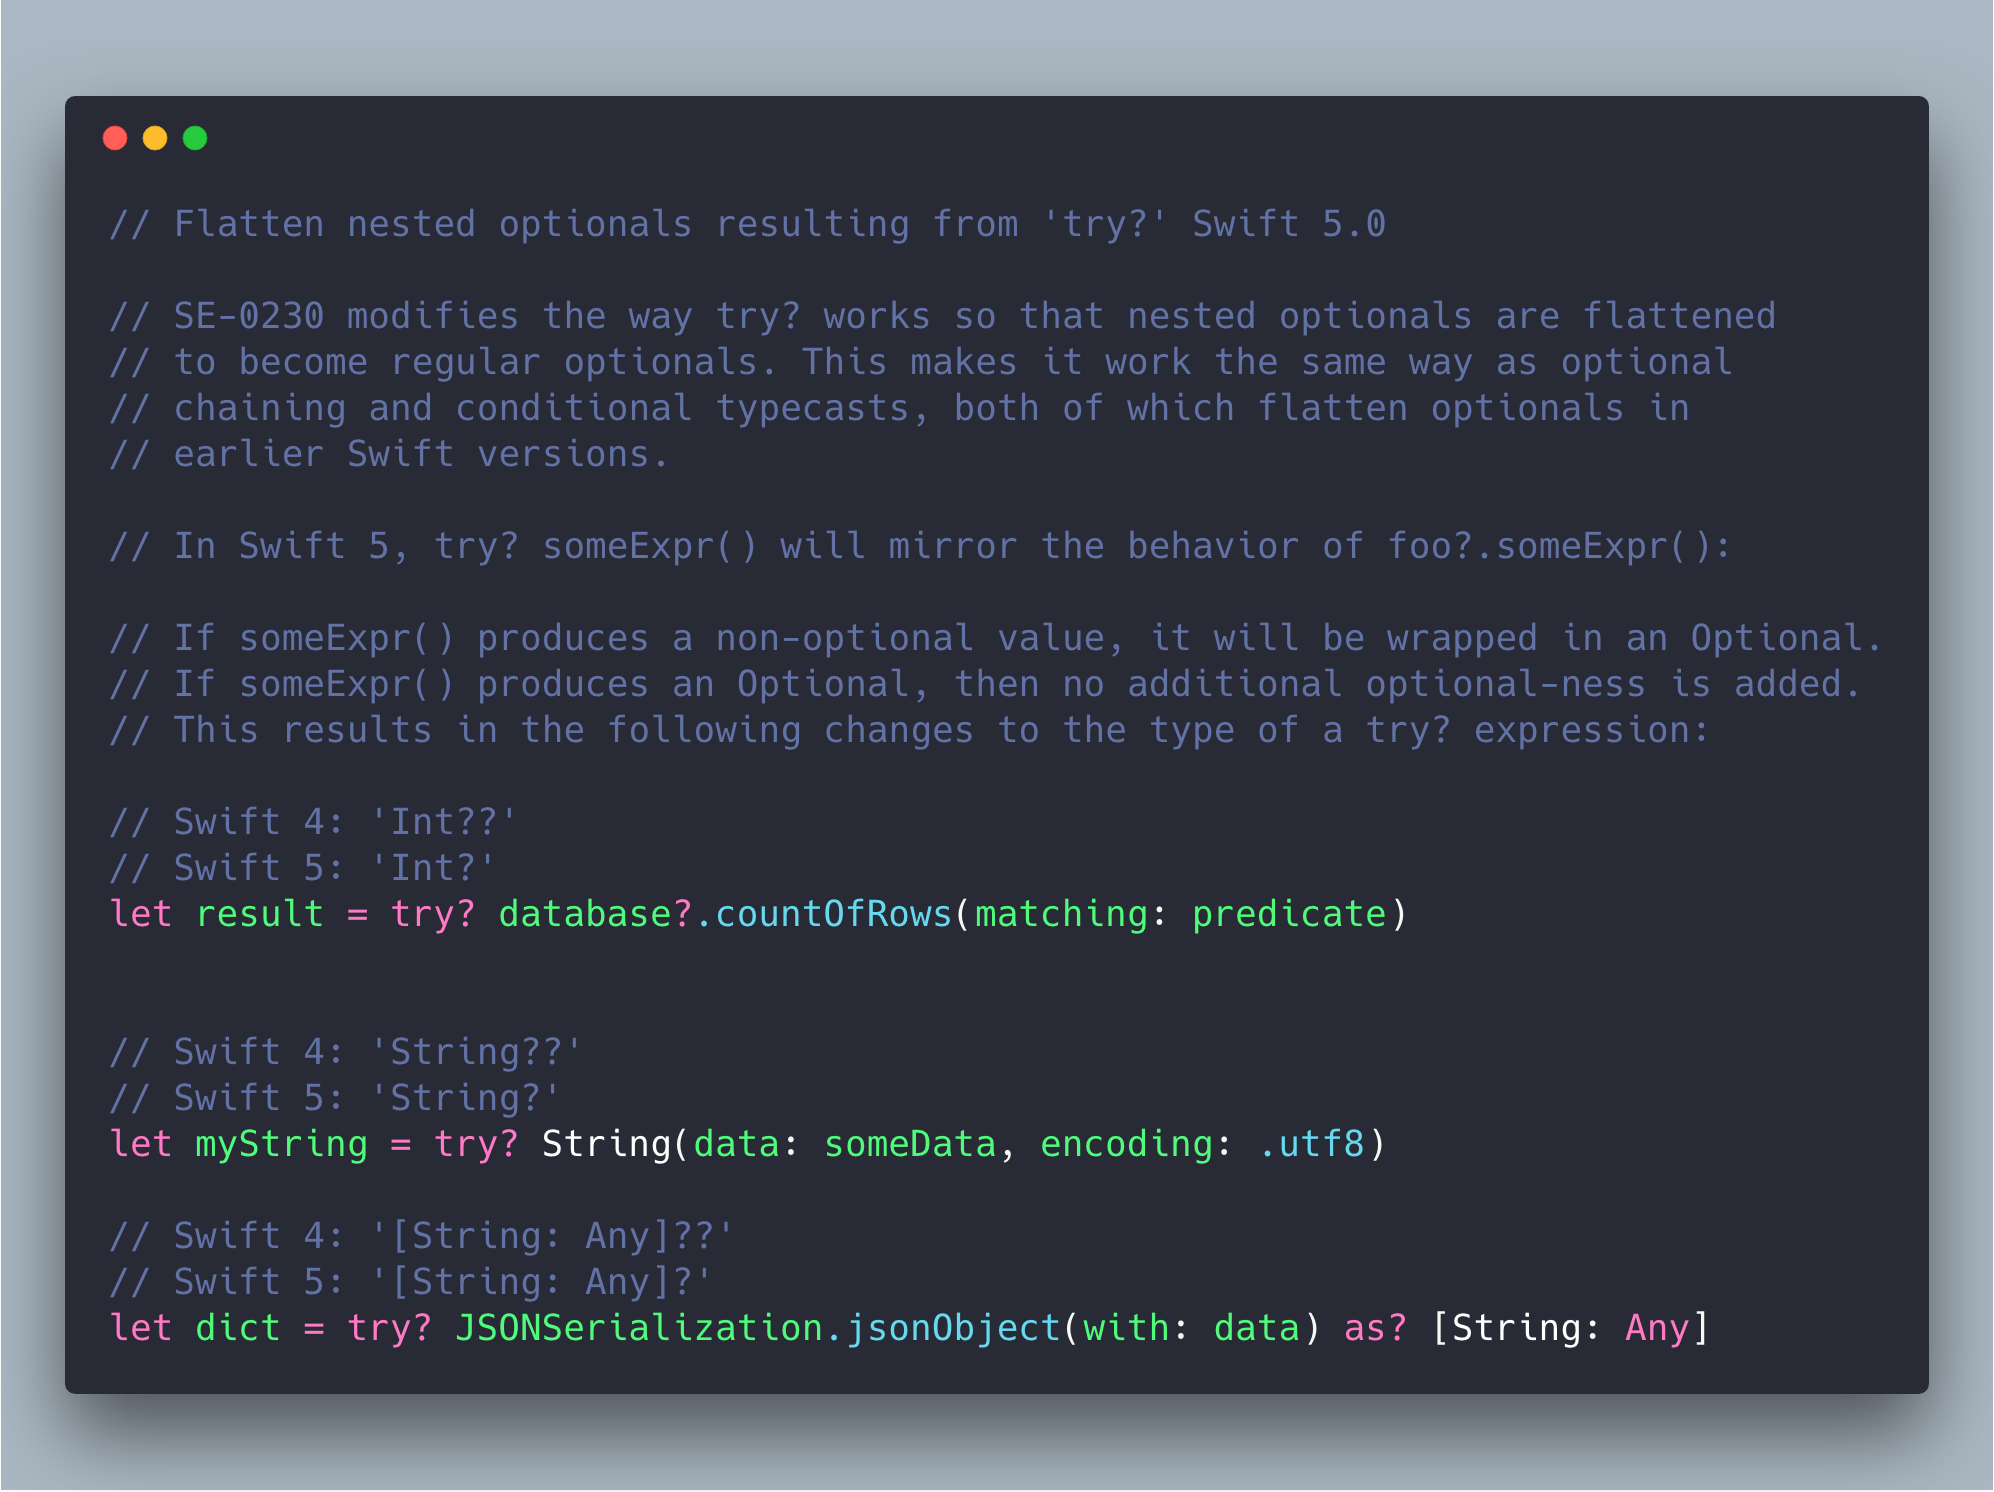 // Flatten nested optionals resulting from 'try?' Swift 5.0
// SE-0230 modifies the way try? works so that nested optionals are flattened
// to become regular optionals. This makes it work the same way as optional
// chaining and conditional typecasts, both of which flatten optionals in
// earlier Swift versions.
// In Swift 5, try? someExpr() will mirror the behavior of foo?.someExpr():
// If someExpr() produces a non-optional value, it will be wrapped in an Optional.
// If someExpr() produces an Optional, then no additional optional-ness is added.
// This results in the following changes to the type of a try? expression:
// Swift 4: 'Int??'
// Swift 5: 'Int?'
let result = try? database?.countOfRows(matching: predicate)
// Swift 4: 'String??'
// Swift 5: 'String?'
let myString = try? String(data: someData, encoding: .utf8)
// Swift 4: '[String: Any]??'
// Swift 5: '[String: Any]?'
let dict = try? JSONSerialization.jsonObject(with: data) as? [String: Any]